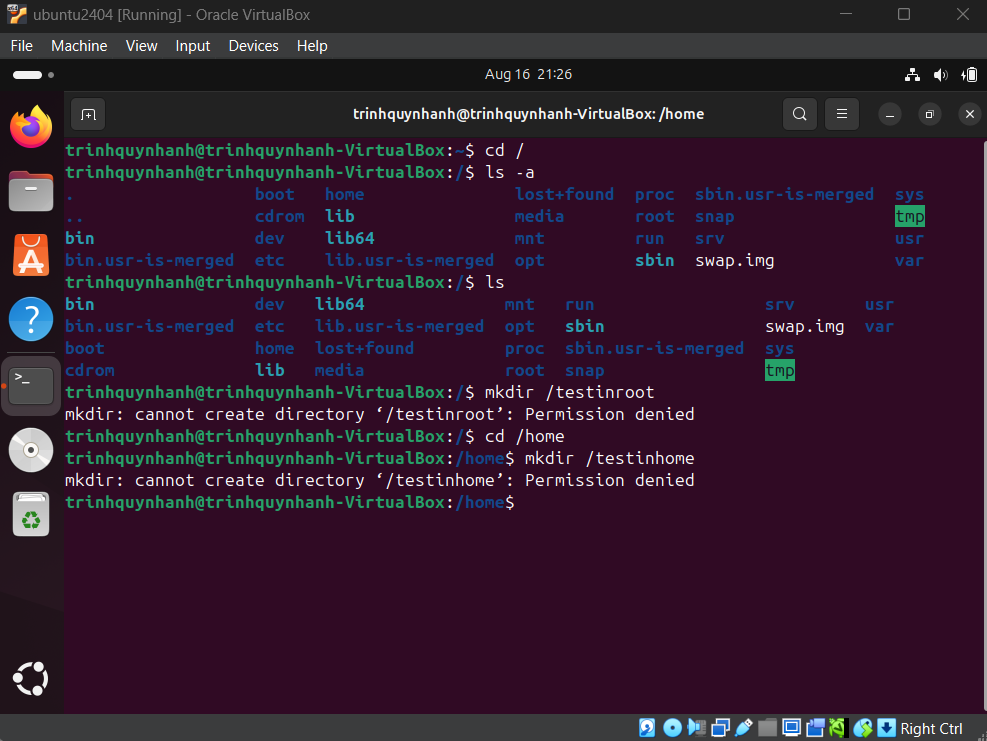 ubuntu2404 [Running] - Oracle VirtualBox
File Machine View Input Devices Help
Aug 16 21:26
trinhquynhanh@trinhquynhanh-VirtualBox: /home
trinhquynhanh@trinhquynhanh-VirtualBox:~$ cd /
trinhquynhanh@trinhquynhanh-VirtualBox:/$ ls -a
. boot home lost+found proc sbin.usr-is-merged sys
.. cdrom lib media root snap tmp
bin dev lib64 mnt run srv usr
bin.usr-is-merged etc lib.usr-is-merged opt sbin swap.img var
trinhquynhanh@trinhquynhanh-VirtualBox:/$ ls
bin dev lib64 mnt run srv usr
bin.usr-is-merged etc lib.usr-is-merged opt sbin swap.img var
boot home lost+found proc sbin.usr-is-merged sys
cdrom lib media root snap tmp
trinhquynhanh@trinhquynhanh-VirtualBox:/$ mkdir /testinroot
mkdir: cannot create directory ‘/testinroot’: Permission denied
trinhquynhanh@trinhquynhanh-VirtualBox:/$ cd /home
trinhquynhanh@trinhquynhanh-VirtualBox:/home$ mkdir /testinhome
mkdir: cannot create directory ‘/testinhome’: Permission denied
trinhquynhanh@trinhquynhanh-VirtualBox:/home$
Right Ctrl